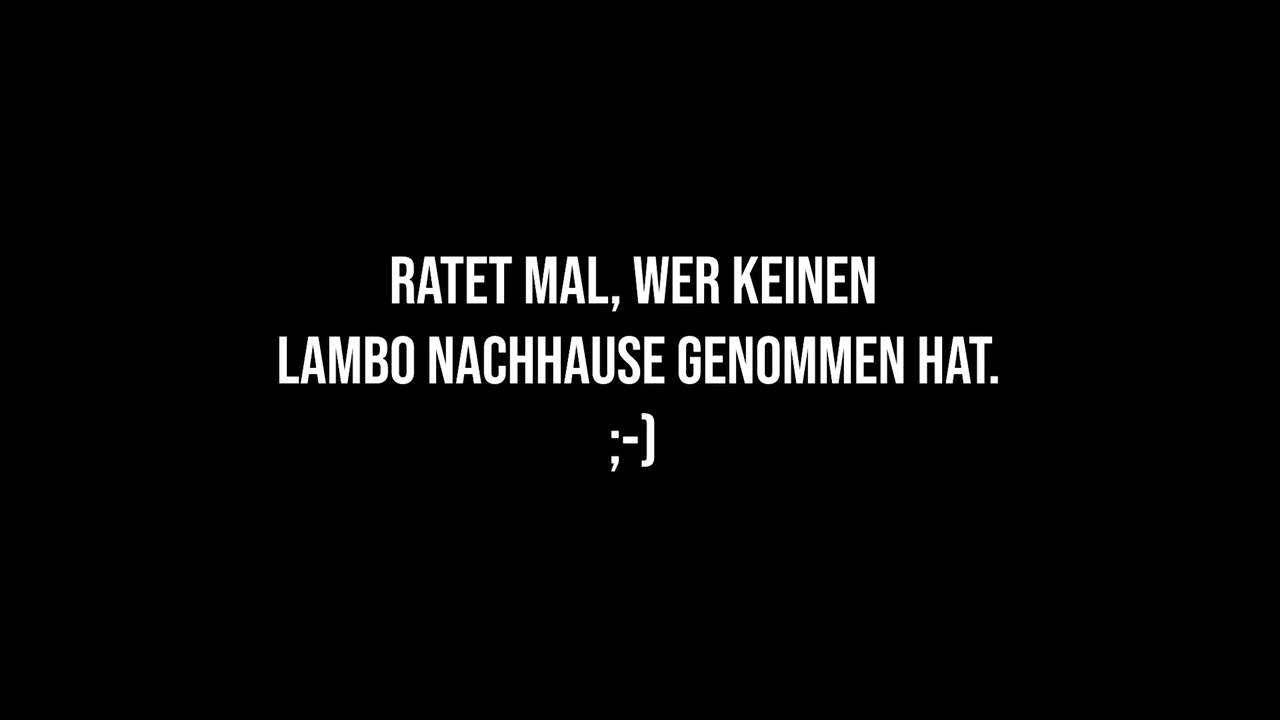 RATET MAL, WER KEINEN
LAMBO NACHHAUSE GENOMMEN HAT.
;-)